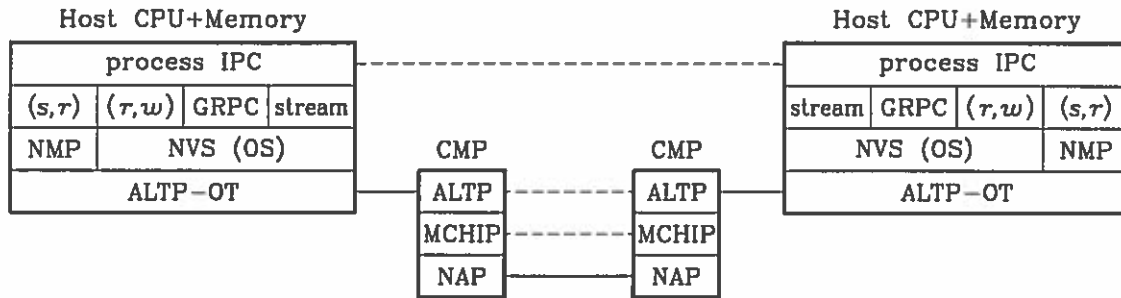 Host CPU+Memory Host CPU+Memory
process IPC process IPC
(s,r) (r,w) GRPC stream stream GRPC (r,w) (s,r)
NMP NVS (OS) CMP CMP NVS (OS) NMP
ALTP-OT ALTP ALTP ALTP-OT
MCHIP MCHIP
NAP NAP